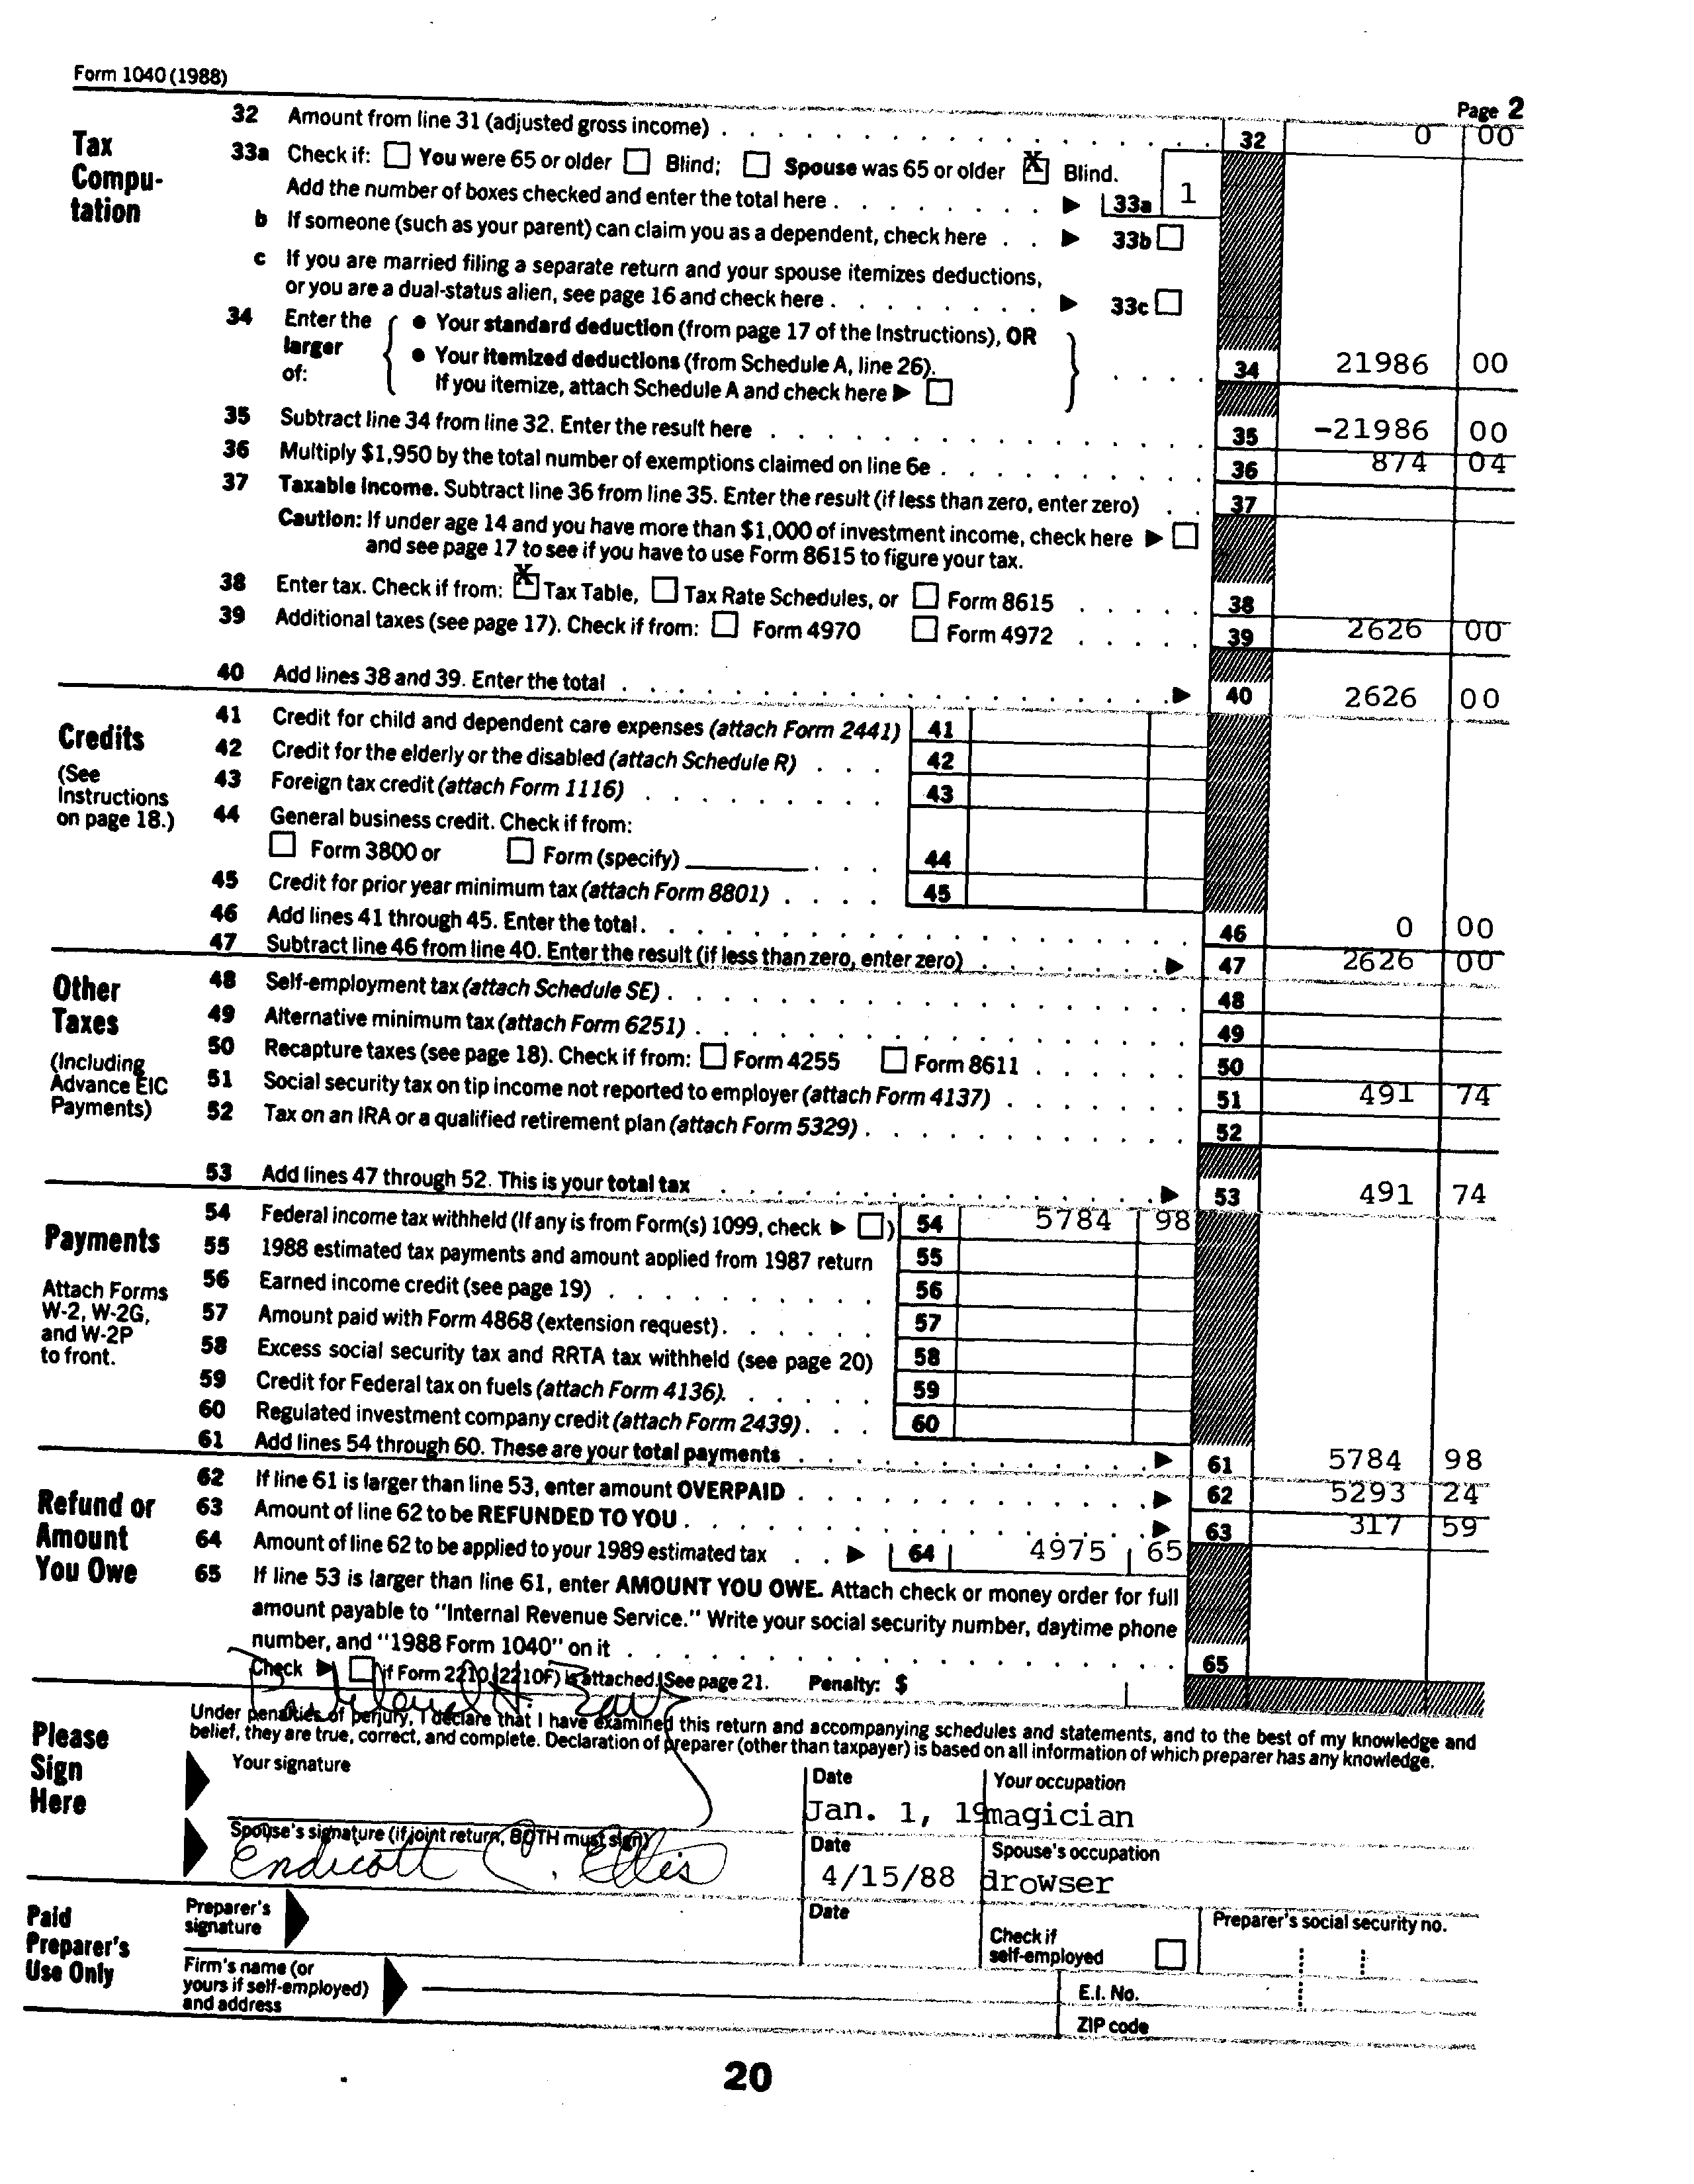 Form 1040 (1988)
Page 2
Tax Compu-tation
32 Amount from line 31 (adjusted gross income) 32 0 00
33a Check if: You were 65 or older Blind; Spouse was 65 or older X Blind.
Add the number of boxes checked and enter the total here 33a 1
b If someone (such as your parent) can claim you as a dependent, check here 33b
c If you are married filing a separate return and your spouse itemizes deductions,
or you are a dual-status alien, see page 16 and check here 33c
34 Enter the larger of:
• Your standard deduction (from page 17 of the Instructions), OR
• Your itemized deductions (from Schedule A, line 26).
If you itemize, attach Schedule A and check here 34 21986 00
35 Subtract line 34 from line 32. Enter the result here 35 -21986 00
36 Multiply $1,950 by the total number of exemptions claimed on line 6e 36 874 04
37 Taxable income. Subtract line 36 from line 35. Enter the result (if less than zero, enter zero) 37
Caution: If under age 14 and you have more than $1,000 of investment income, check here
and see page 17 to see if you have to use Form 8615 to figure your tax.
38 Enter tax. Check if from: X Tax Table, Tax Rate Schedules, or Form 8615 38
39 Additional taxes (see page 17). Check if from: Form 4970 Form 4972 39 2626 00
40 Add lines 38 and 39. Enter the total 40 2626 00
Credits
(See Instructions on page 18.)
41 Credit for child and dependent care expenses (attach Form 2441) 41
42 Credit for the elderly or the disabled (attach Schedule R) 42
43 Foreign tax credit (attach Form 1116) 43
44 General business credit. Check if from:
Form 3800 or Form (specify) 44
45 Credit for prior year minimum tax (attach Form 8801) 45
46 Add lines 41 through 45. Enter the total 46 0 00
47 Subtract line 46 from line 40. Enter the result (if less than zero, enter zero) 47 2626 00
Other Taxes
(Including Advance EIC Payments)
48 Self-employment tax (attach Schedule SE) 48
49 Alternative minimum tax (attach Form 6251) 49
50 Recapture taxes (see page 18). Check if from: Form 4255 Form 8611 50
51 Social security tax on tip income not reported to employer (attach Form 4137) 51 491 74
52 Tax on an IRA or a qualified retirement plan (attach Form 5329) 52
53 Add lines 47 through 52. This is your total tax 53 491 74
Payments
Attach Forms W-2, W-2G, and W-2P to front.
54 Federal income tax withheld (If any is from Form(s) 1099, check ) 54 5784 98
55 1988 estimated tax payments and amount applied from 1987 return 55
56 Earned income credit (see page 19) 56
57 Amount paid with Form 4868 (extension request) 57
58 Excess social security tax and RRTA tax withheld (see page 20) 58
59 Credit for Federal tax on fuels (attach Form 4136) 59
60 Regulated investment company credit (attach Form 2439) 60
61 Add lines 54 through 60. These are your total payments 61 5784 98
Refund or Amount You Owe
62 If line 61 is larger than line 53, enter amount OVERPAID 62 5293 24
63 Amount of line 62 to be REFUNDED TO YOU 63 317 59
64 Amount of line 62 to be applied to your 1989 estimated tax 64 4975 65
65 If line 53 is larger than line 61, enter AMOUNT YOU OWE. Attach check or money order for full
amount payable to "Internal Revenue Service." Write your social security number, daytime phone
number, and "1988 Form 1040" on it 65
Check if Form 2210 (2210F) is attached. See page 21. Penalty: $
Please Sign Here
Under penalties of perjury, I declare that I have examined this return and accompanying schedules and statements, and to the best of my knowledge and
belief, they are true, correct, and complete. Declaration of preparer (other than taxpayer) is based on all information of which preparer has any knowledge.
Your signature Date Your occupation
Jan. 1, 19 magician
Spouse's signature (if joint return, BOTH must sign) Date Spouse's occupation
Endicott C. Ellis 4/15/88 drowser
Paid Preparer's Use Only
Preparer's signature Date Check if self-employed Preparer's social security no.
Firm's name (or yours if self-employed) and address
E.I. No.
ZIP code
20